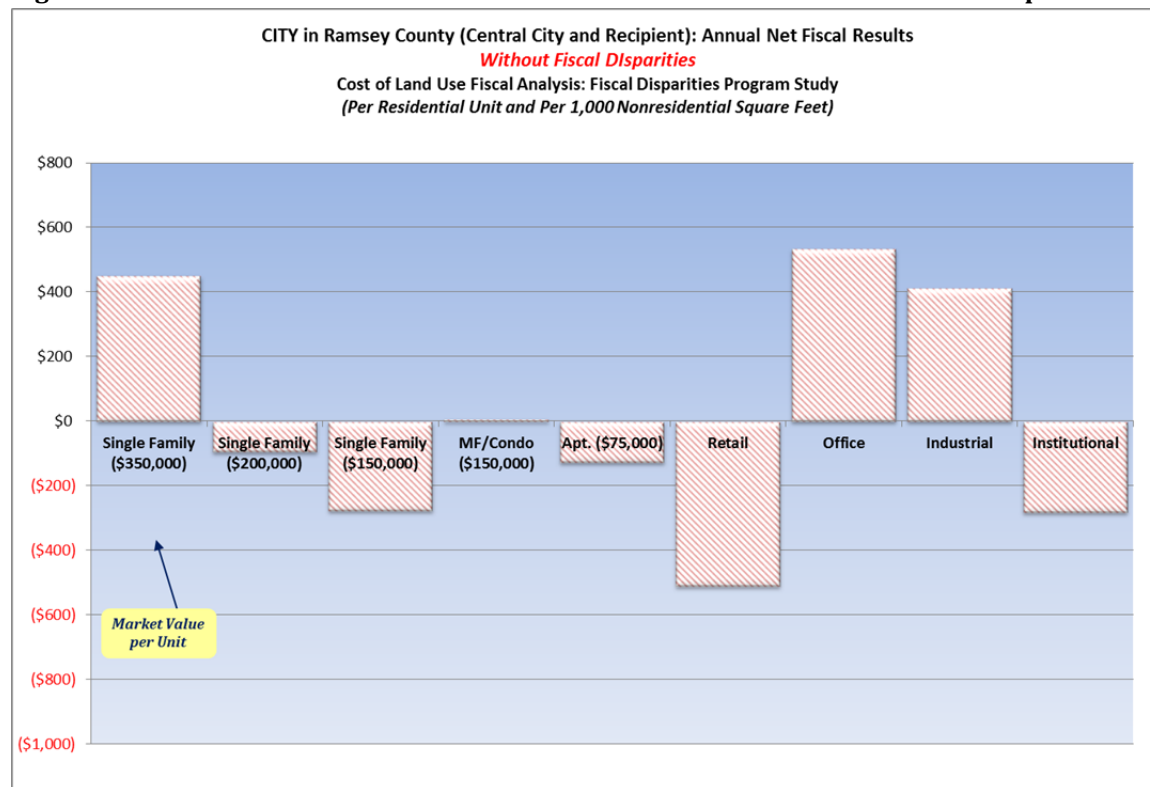 CITY in Ramsey County (Central City and Recipient): Annual Net Fiscal Results
Without Fiscal DIsparities
Cost of Land Use Fiscal Analysis: Fiscal Disparities Program Study
(Per Residential Unit and Per 1,000 Nonresidential Square Feet)
$800
$600
$400
$200
$0
($200)
($400)
($600)
($800)
($1,000)
Single Family
($350,000)
Single Family
($200,000)
Single Family
($150,000)
MF/Condo
($150,000)
Apt. ($75,000)
Retail
Office
Industrial
Institutional
Market Value
per Unit